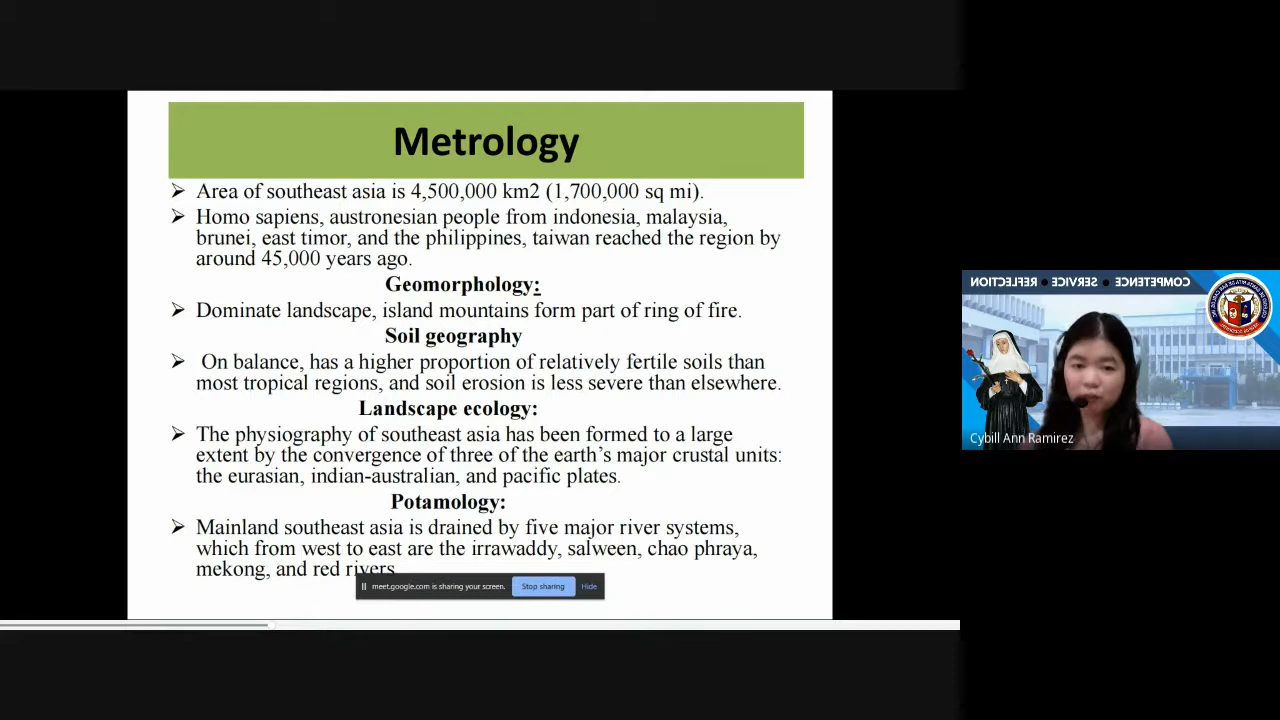 Metrology
Area of southeast asia is 4,500,000 km2 (1,700,000 sq mi).
Homo sapiens, austronesian people from indonesia, malaysia,
brunei, east timor, and the philippines, taiwan reached the region by
around 45,000 years ago.
Geomorphology:
Dominate landscape, island mountains form part of ring of fire.
Soil geography
On balance, has a higher proportion of relatively fertile soils than
most tropical regions, and soil erosion is less severe than elsewhere.
Landscape ecology:
The physiography of southeast asia has been formed to a large
extent by the convergence of three of the earth’s major crustal units:
the eurasian, indian-australian, and pacific plates.
Potamology:
Mainland southeast asia is drained by five major river systems,
which from west to east are the irrawaddy, salween, chao phraya,
mekong, and red rivers
meet.google.com is sharing your screen. Stop sharing Hide
COMPETENCE • SERVICE • REFLECTION
Cybill Ann Ramirez